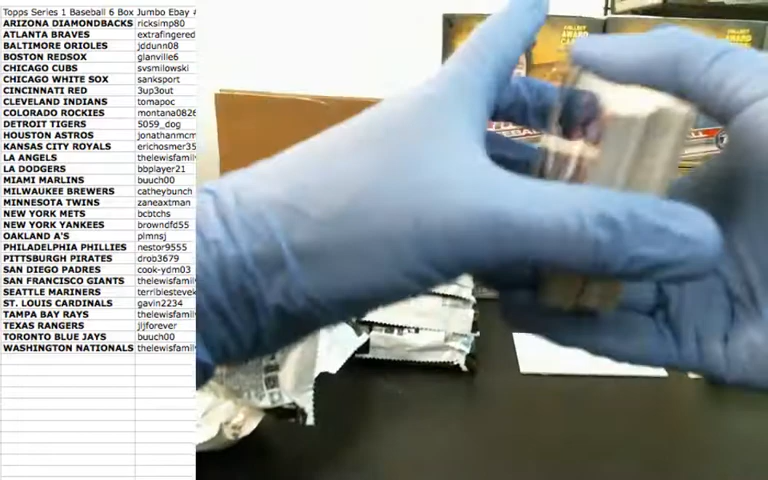 Topps Series 1 Baseball 6 Box Jumbo Ebay #
ARIZONA DIAMONDBACKS ricksimp80
ATLANTA BRAVES extrafingered
BALTIMORE ORIOLES jddunn08
BOSTON REDSOX glanville6
CHICAGO CUBS svsmilowski
CHICAGO WHITE SOX sanksport
CINCINNATI RED 3up3out
CLEVELAND INDIANS tomapoc
COLORADO ROCKIES montana0826
DETROIT TIGERS 5059_dog
HOUSTON ASTROS jonathanmcm
KANSAS CITY ROYALS erichosmer35
LA ANGELS thelewisfamil
LA DODGERS bbplayer21
MIAMI MARLINS buuch00
MILWAUKEE BREWERS catheybunch
MINNESOTA TWINS zaneaxtman
NEW YORK METS bcbtchs
NEW YORK YANKEES browndfd55
OAKLAND A'S plmnsj
PHILADELPHIA PHILLIES nestor9555
PITTSBURGH PIRATES drob3679
SAN DIEGO PADRES cook-ydm03
SAN FRANCISCO GIANTS thelewisfamil
SEATTLE MARINERS terriblestevek
ST. LOUIS CARDINALS gavin2234
TAMPA BAY RAYS thelewisfamil
TEXAS RANGERS jljforever
TORONTO BLUE JAYS buuch00
WASHINGTON NATIONALS thelewisfamil
COLLECT
AWARD
COLLECT
AWARD